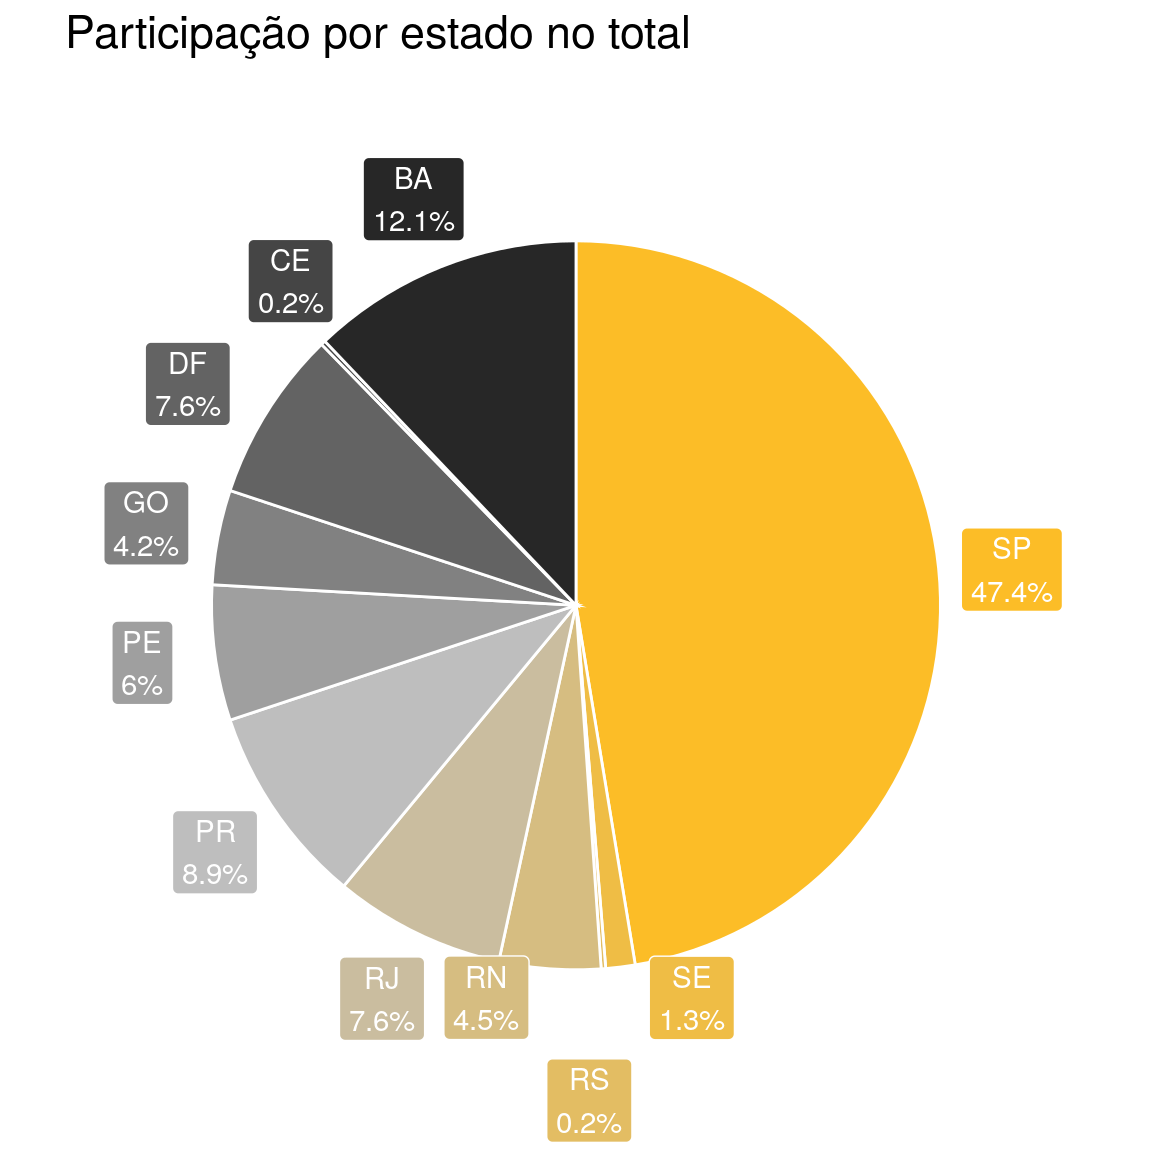 Participação por estado no total
BA
12.1%
CE
0.2%
DF
7.6%
GO
4.2%
SP
47.4%
PE
6%
PR
8.9%
RJ
7.6%
RN
4.5%
SE
1.3%
RS
0.2%